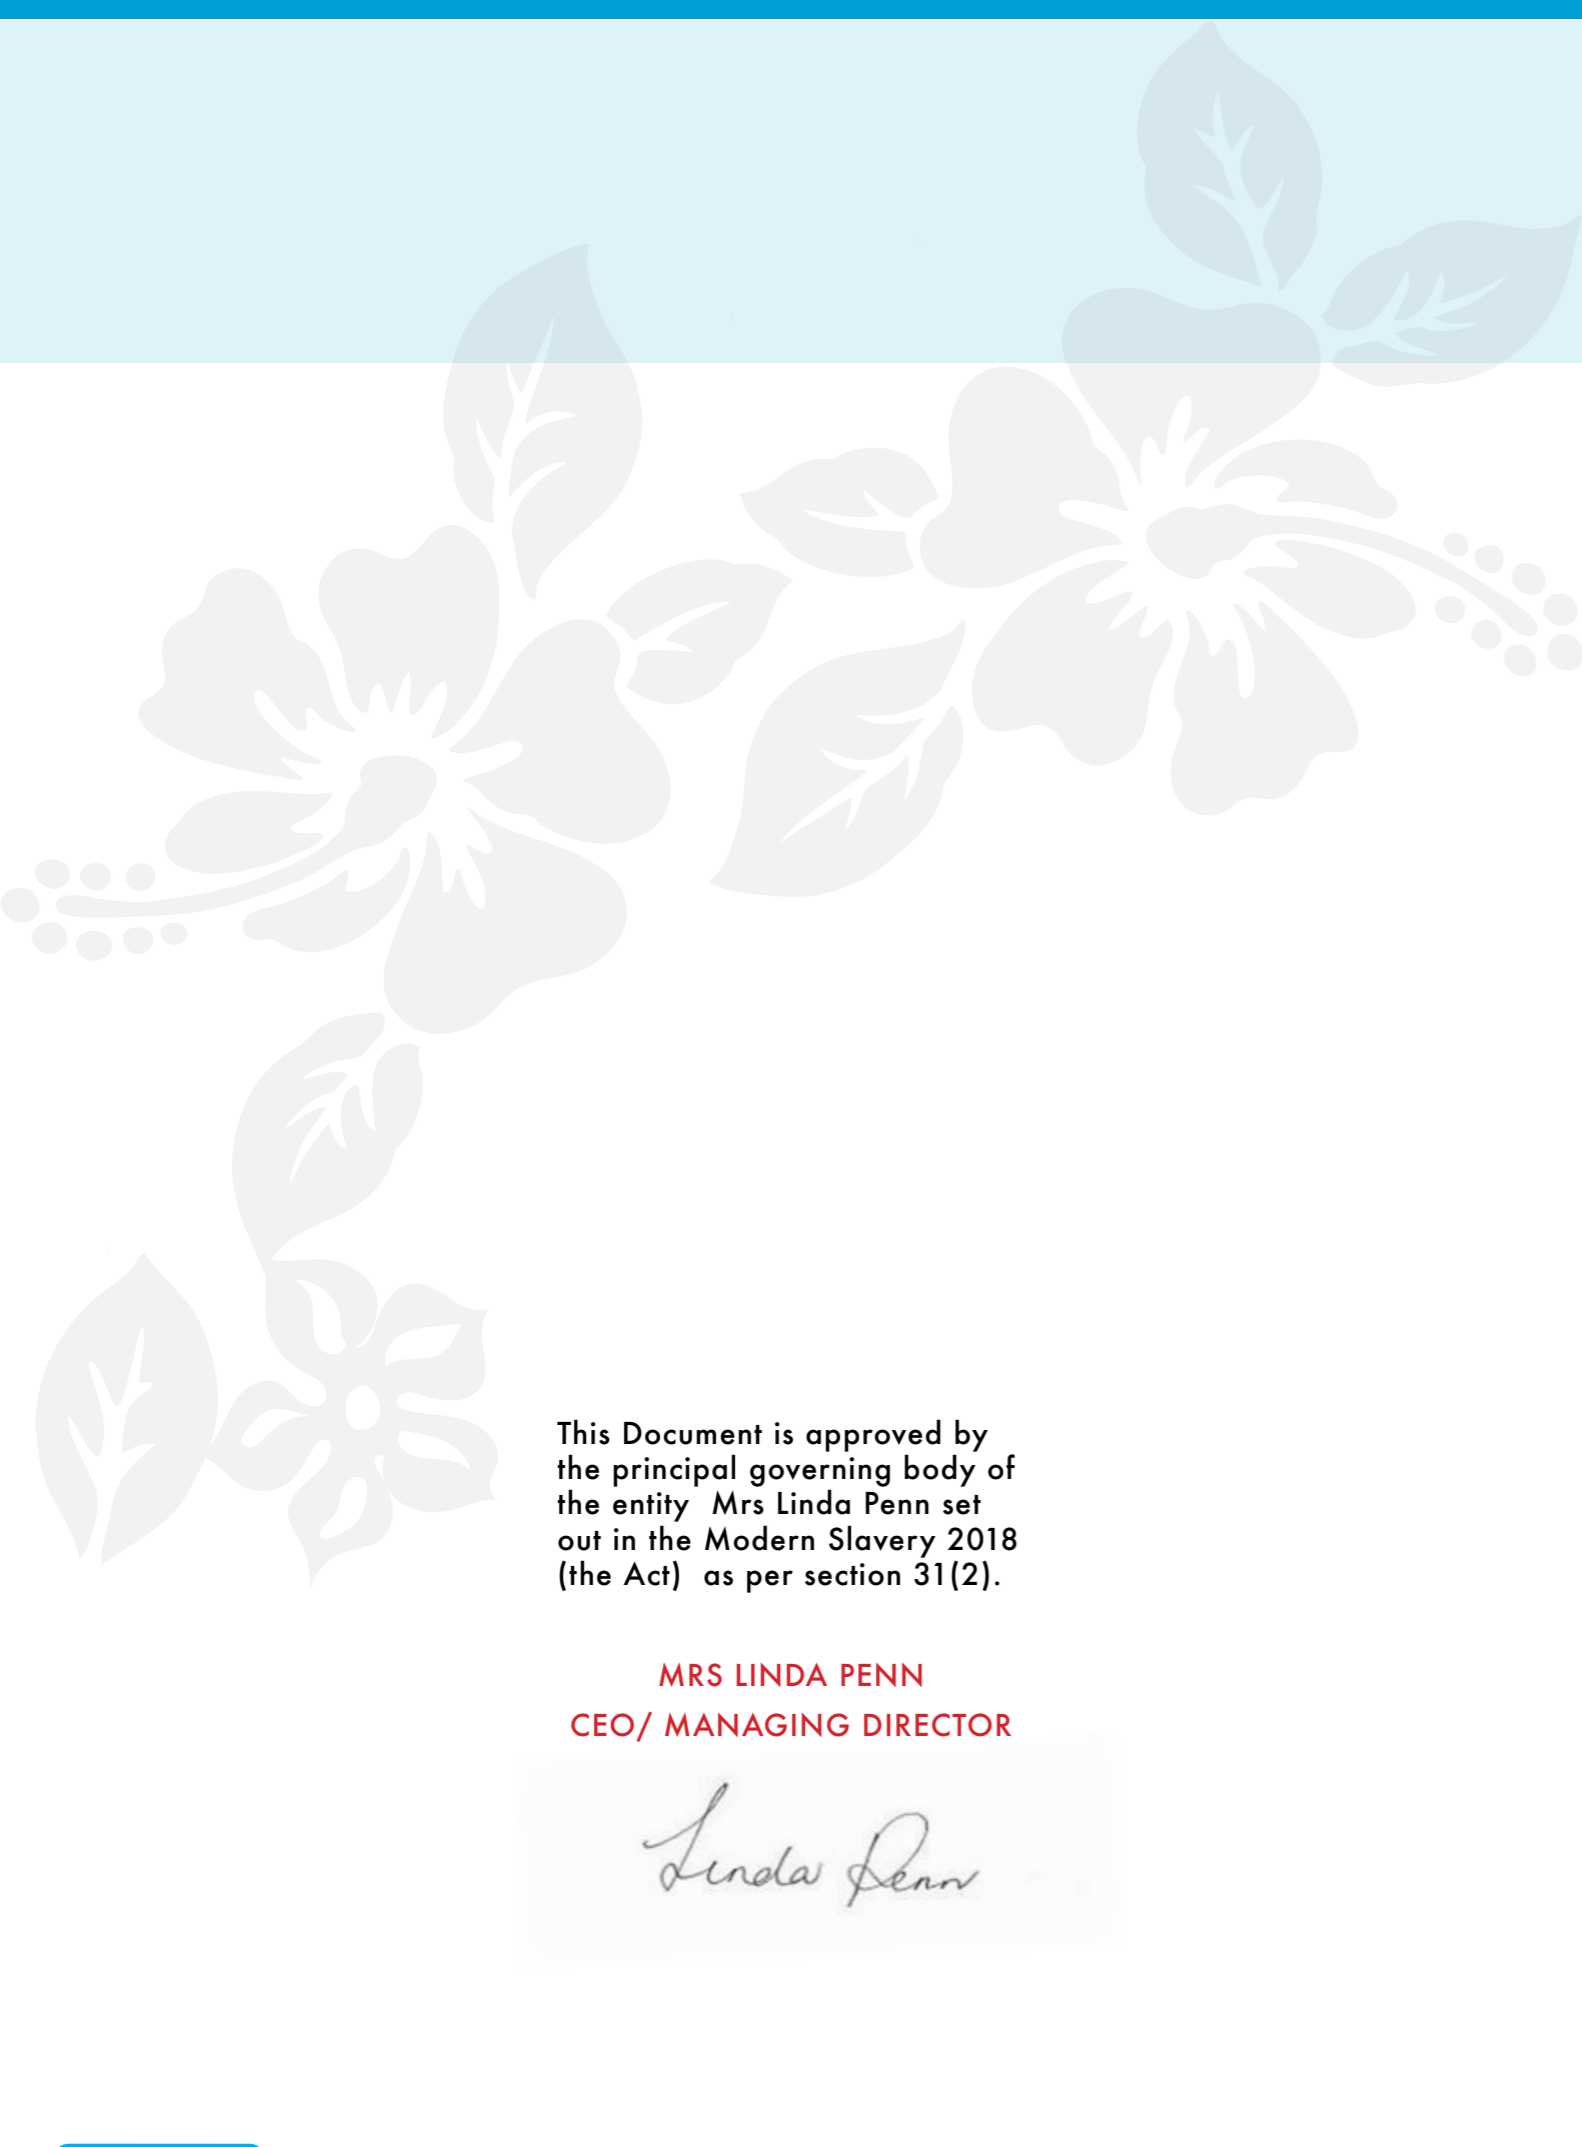 This Document is approved by
the principal governing body of
the entity  Mrs Linda Penn set
out in the Modern Slavery 2018
(the Act)  as per section 31(2).
MRS LINDA PENN
CEO/ MANAGING DIRECTOR
Linda Penn